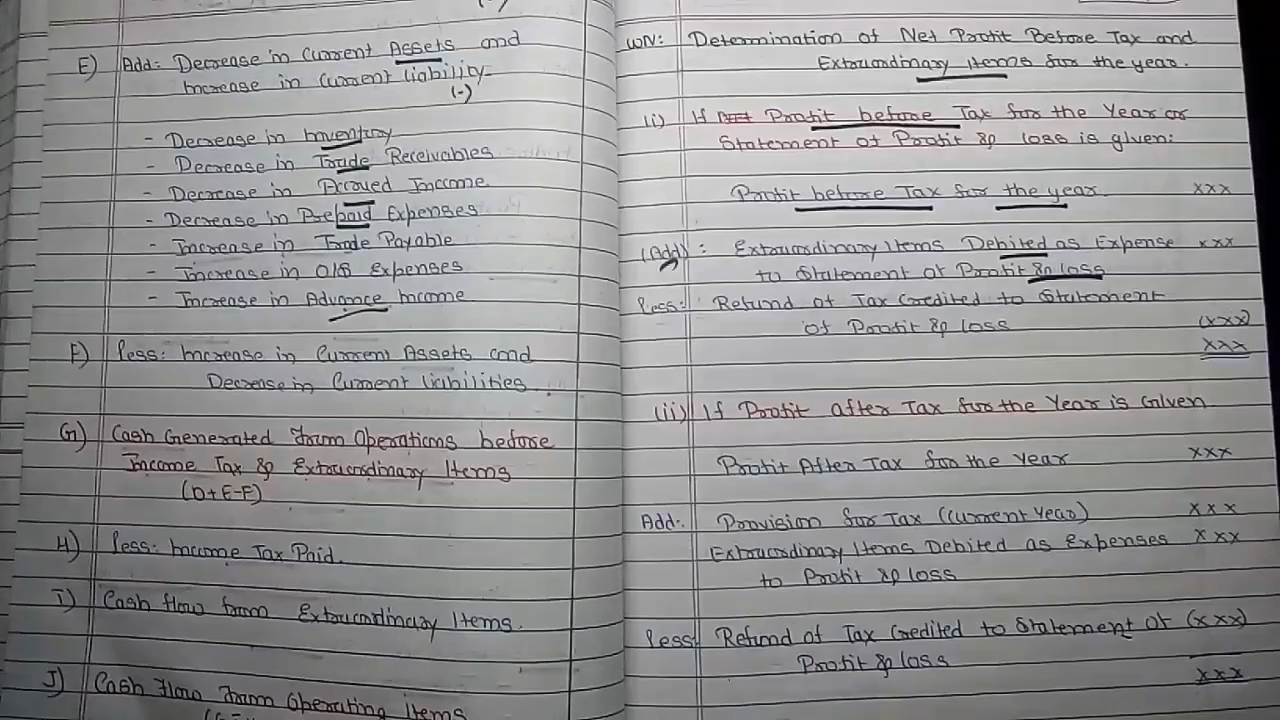 E) Add: Decrease in Current Assets and
Increase in Current liability:
(-)
- Decrease in Inventory
- Decrease in Trade Receivables
- Decrease in Accrued Income
- Decrease in Prepaid Expenses
- Increase in Trade Payable
- Increase in O/S Expenses
- Increase in Advance Income
F) less: Increase in Current Assets and
Decrease in Current liabilities.
G) Cash Generated from Operations before
Income Tax & Extraordinary Items
(D+E-F)
H) less: Income Tax Paid.
I) Cash flow from Extraordinary Items.
J) Cash flow from Operating Items
WN: Determination of Net Profit Before Tax and
Extraordinary Items for the year.
(i) If Profit before Tax for the Year or
Statement of Profit & loss is given:
Profit before Tax for the year. xxx
(Add): Extraordinary Items Debited as Expense xxx
to Statement of Profit & loss
less: Refund of Tax Credited to Statement
of Profit & loss (xxx)
xxx
(ii) If Profit after Tax for the Year is Given
Profit After Tax for the Year xxx
Add:. Provision for Tax (Current Year) xxx
Extraordinary Items Debited as Expenses xxx
to Profit & loss
less: Refund of Tax Credited to Statement of (xxx)
Profit & loss
xxx